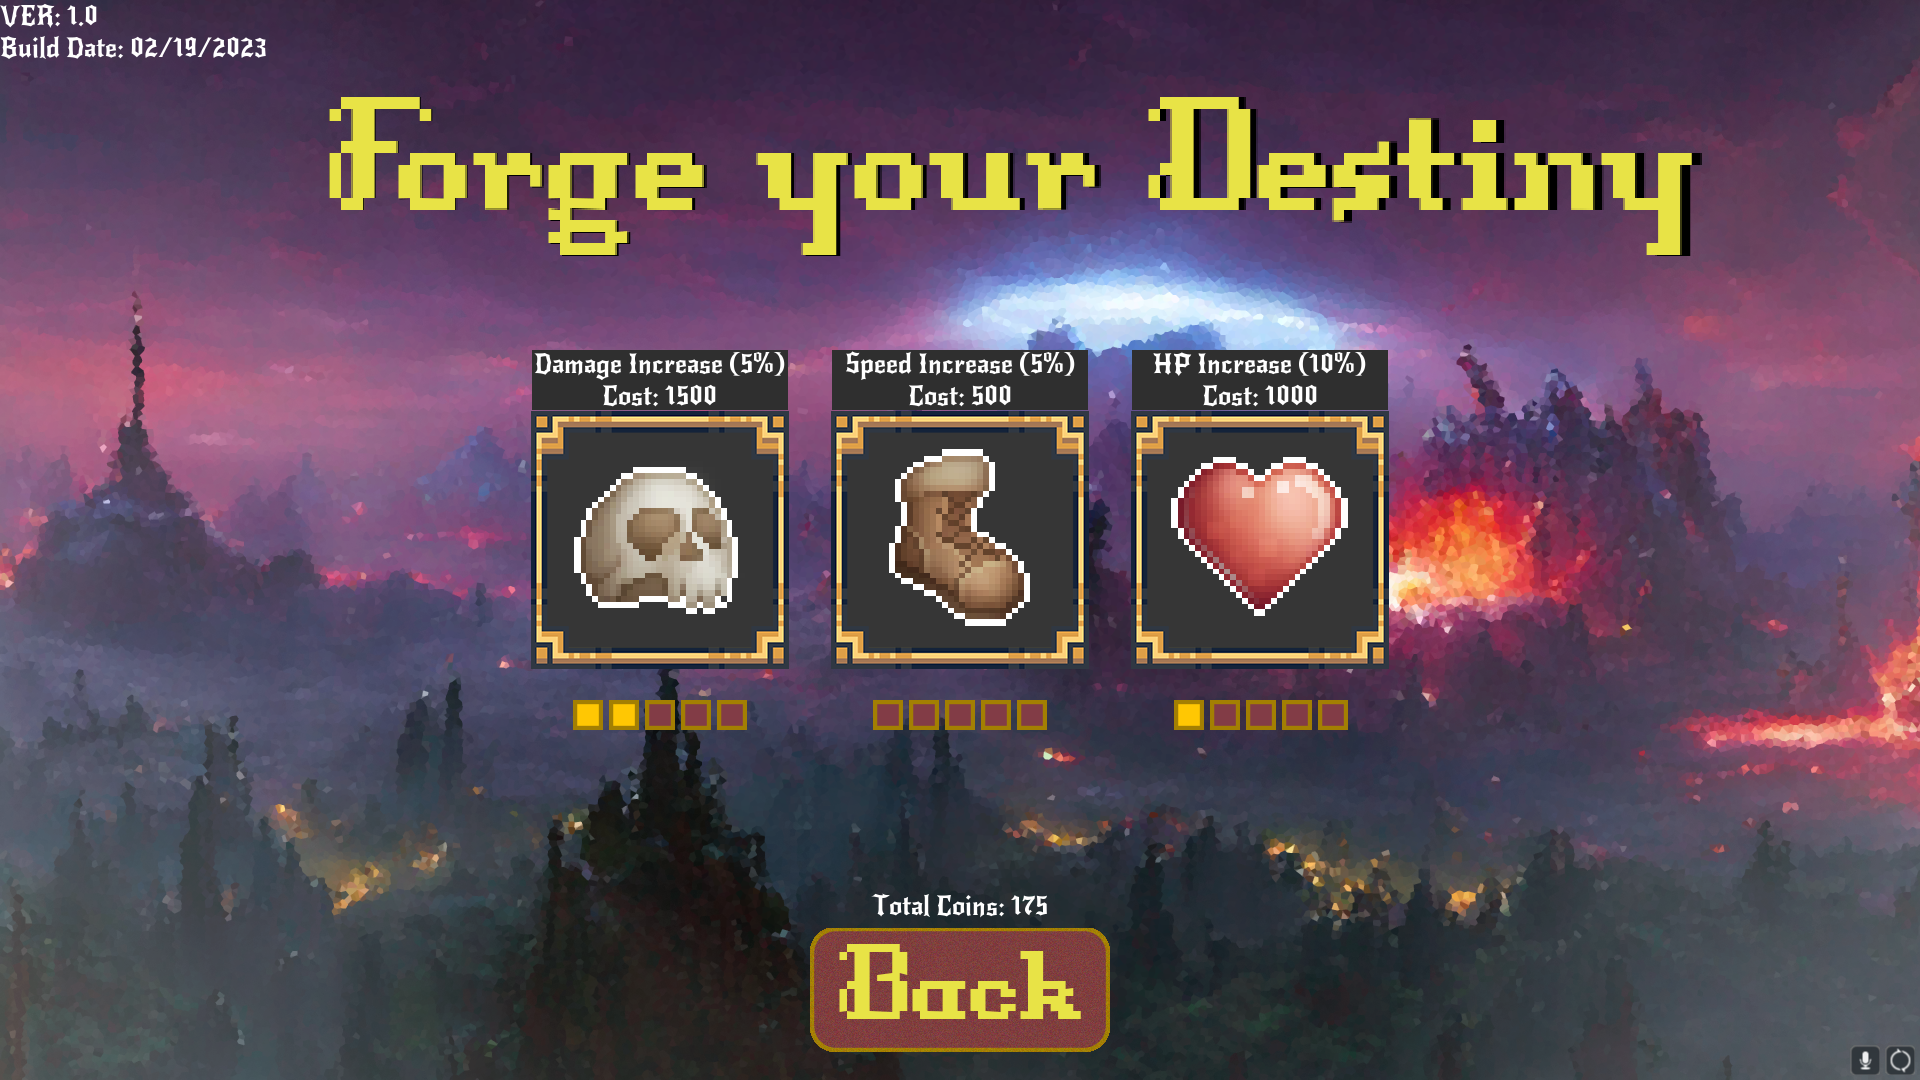 VER: 1.0
Build Date: 02/19/2023
Forge your Destiny
Damage Increase (5%)
Cost: 1500
Speed Increase (5%)
Cost: 500
HP Increase (10%)
Cost: 1000
Total Coins: 175
Back